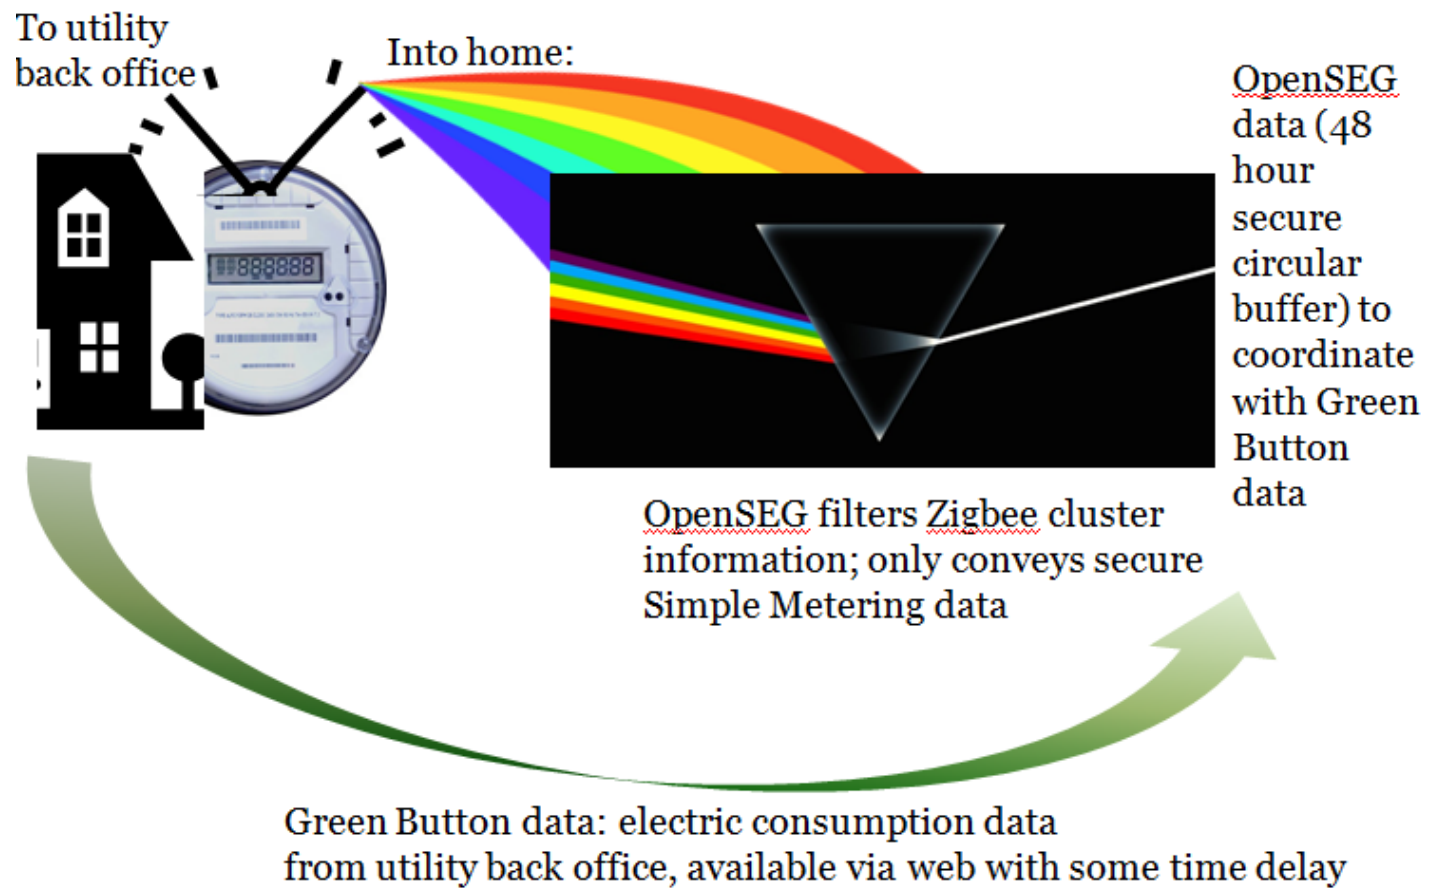 To utility
back office
Into home:
OpenSEG
data (48
hour
secure
circular
buffer) to
coordinate
with Green
Button
data
OpenSEG filters Zigbee cluster
information; only conveys secure
Simple Metering data
Green Button data: electric consumption data
from utility back office, available via web with some time delay